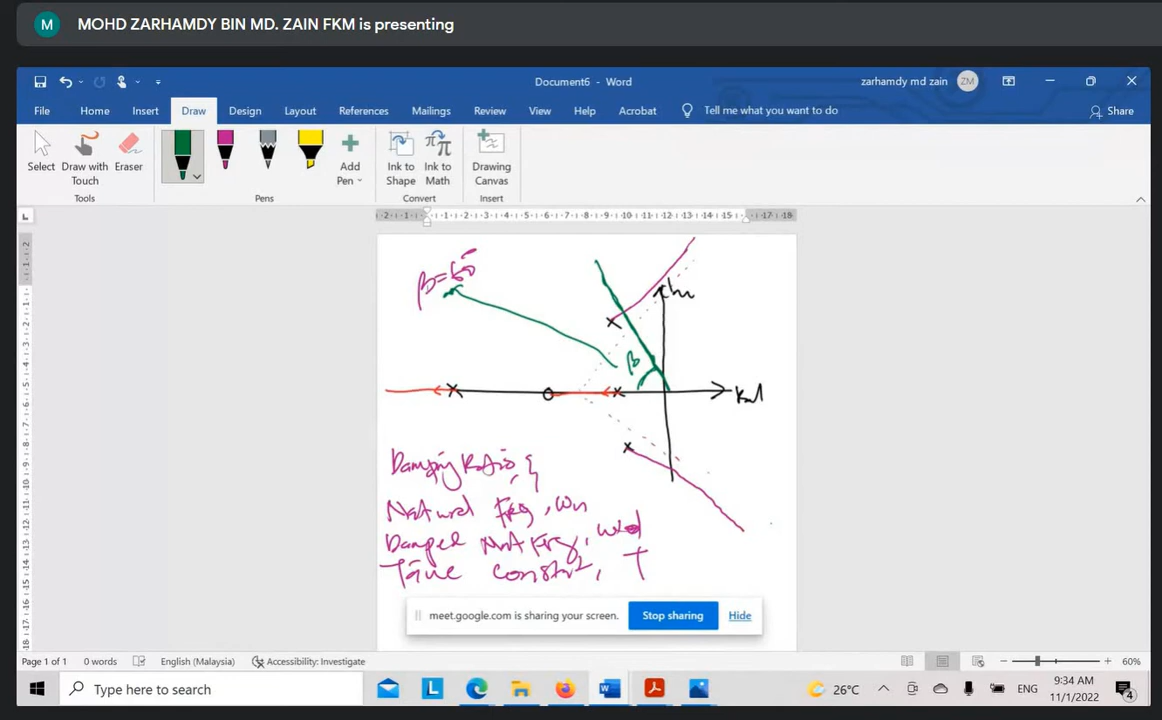 M
MOHD ZARHAMDY BIN MD. ZAIN FKM is presenting
Document6 - Word
zarhamdy md zain
ZM
File Home Insert Draw Design Layout References Mailings Review View Help Acrobat Tell me what you want to do Share
Select Draw with Touch Eraser Add Pen Ink to Shape Ink to Math Drawing Canvas
Tools Pens Convert Insert
β=60°
Im
β
Damping Ratio, ξ
Natural Frq, ωn
Damped Nat Frq, ωd
Time Const, T
meet.google.com is sharing your screen. Stop sharing Hide
Page 1 of 1 0 words English (Malaysia) Accessibility: Investigate 60%
Type here to search
L
W
26°C ENG 9:34 AM
11/1/2022
4